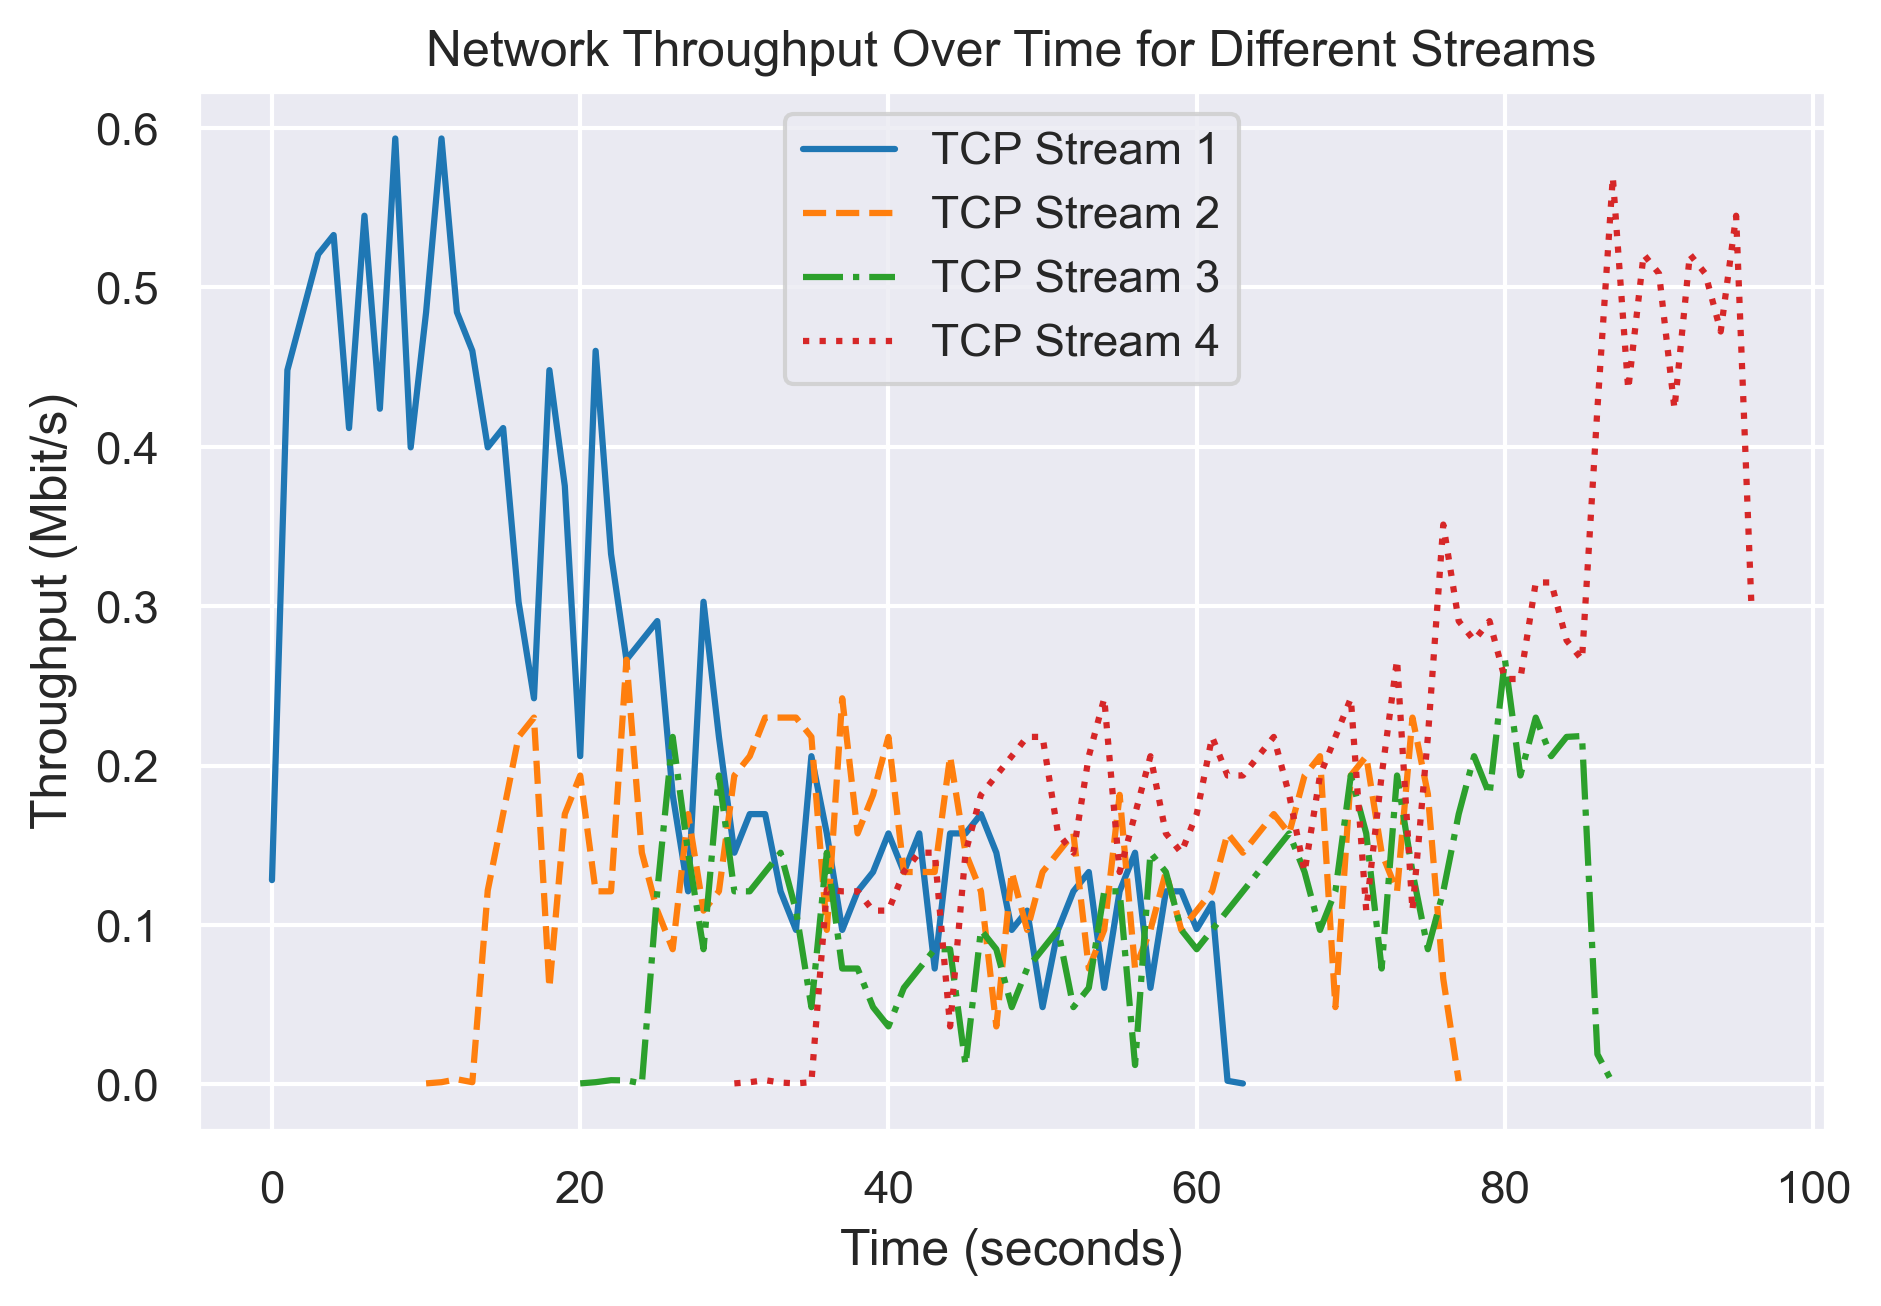 Network Throughput Over Time for Different Streams
TCP Stream 1
TCP Stream 2
TCP Stream 3
TCP Stream 4
Throughput (Mbit/s)
0.6
0.5
0.4
0.3
0.2
0.1
0.0
0 20 40 60 80 100
Time (seconds)